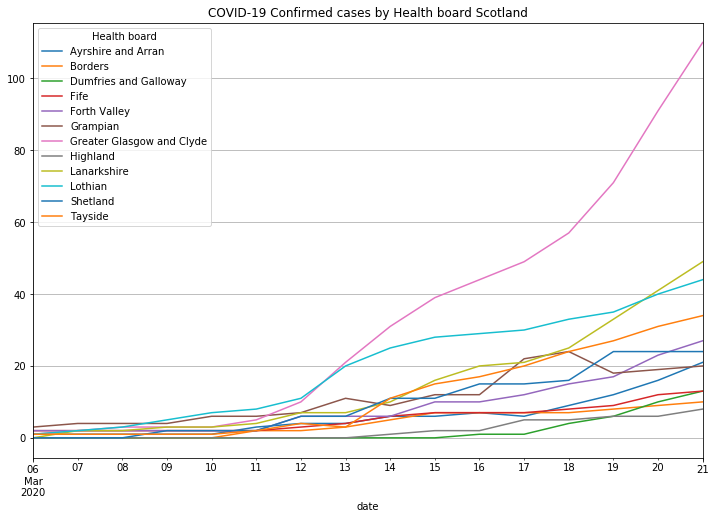 COVID-19 Confirmed cases by Health board Scotland
Health board
Ayrshire and Arran
Borders
Dumfries and Galloway
Fife
Forth Valley
Grampian
Greater Glasgow and Clyde
Highland
Lanarkshire
Lothian
Shetland
Tayside
100
80
60
40
20
0
06 07 08 09 10 11 12 13 14 15 16 17 18 19 20 21
Mar
2020
date